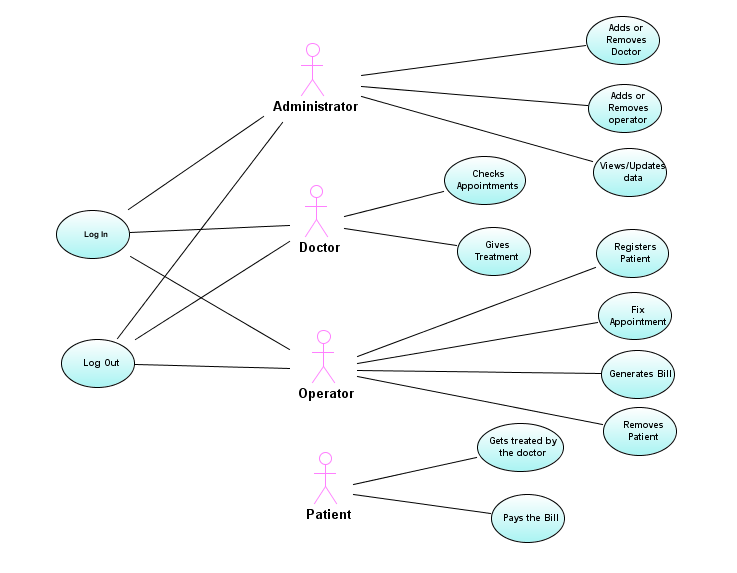 Adds or
Removes
Doctor
Administrator
Adds or
Removes
operator
Views/Updates
data
Checks
Appointments
Log In
Doctor
Gives
Treatment
Registers
Patient
Fix
Appointment
Log Out
Operator
Generates Bill
Removes
Patient
Gets treated by
the doctor
Patient
Pays the Bill